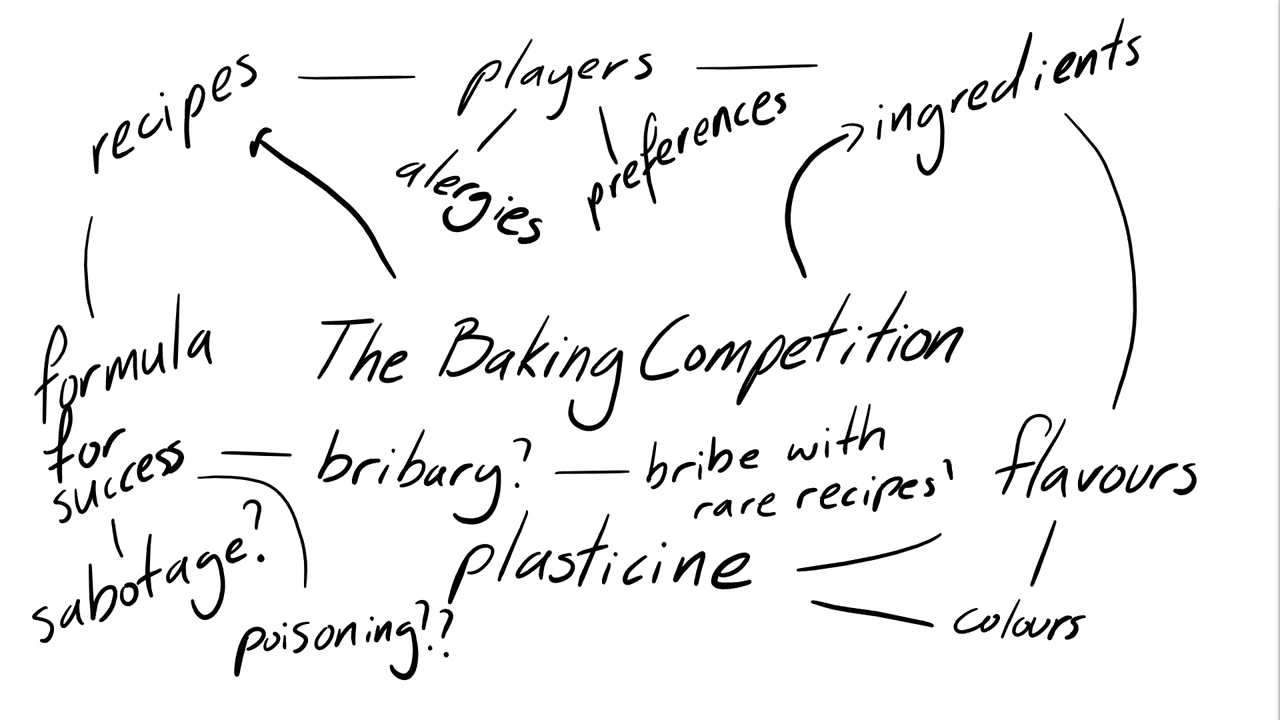 recipes
players
ingredients
alergies
preferences
The Baking Competition
formula
for
success
bribary?
bribe with
rare recipes'
flavours
sabotage?
plasticine
poisoning??
colours